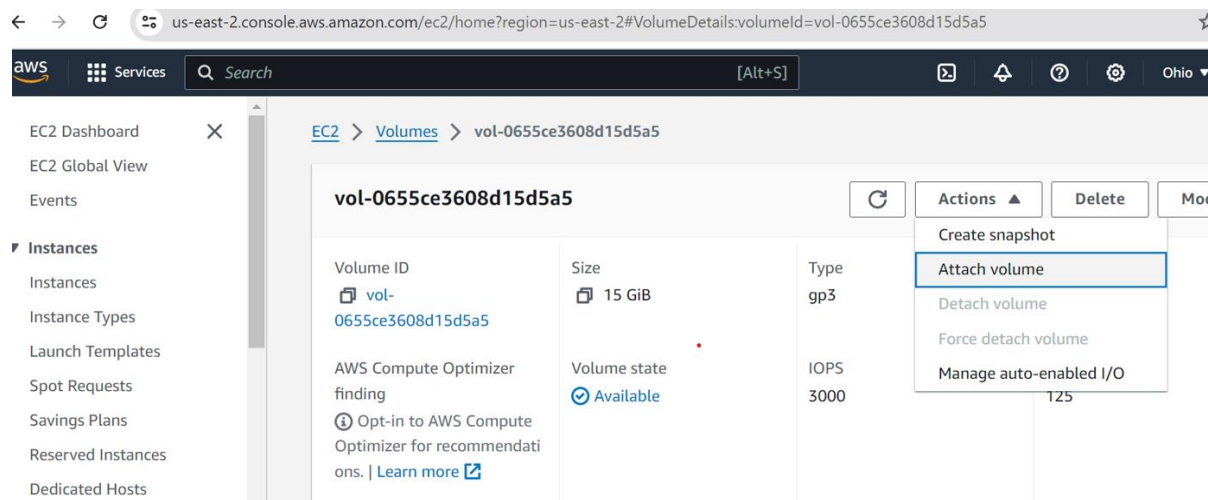 us-east-2.console.aws.amazon.com/ec2/home?region=us-east-2#VolumeDetails:volumeId=vol-0655ce3608d15d5a5
aws Services Search [Alt+S] Ohio
EC2 Dashboard
EC2 Global View
Events
Instances
Instances
Instance Types
Launch Templates
Spot Requests
Savings Plans
Reserved Instances
Dedicated Hosts
EC2 > Volumes > vol-0655ce3608d15d5a5
vol-0655ce3608d15d5a5
Actions Delete Mod
Create snapshot
Attach volume
Detach volume
Force detach volume
Manage auto-enabled I/O
Volume ID
vol-
0655ce3608d15d5a5
Size
15 GiB
Type
gp3
AWS Compute Optimizer
finding
Opt-in to AWS Compute
Optimizer for recommendati
ons. | Learn more
Volume state
Available
IOPS
3000
125